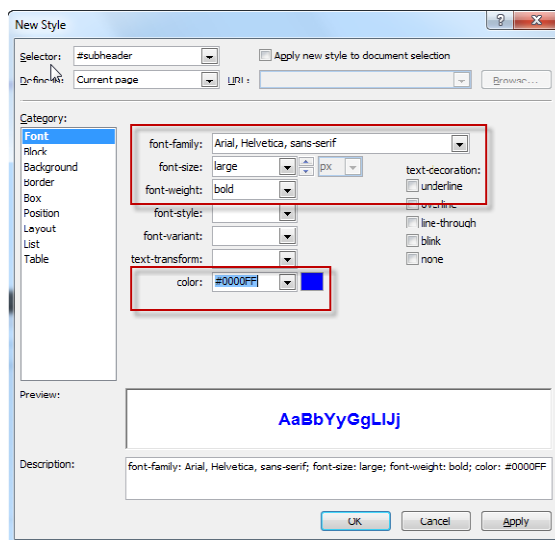 New Style
Selector: #subheader Apply new style to document selection
Define in: Current page URL: Browse...
Category:
Font
Block
Background
Border
Box
Position
Layout
List
Table
font-family: Arial, Helvetica, sans-serif
font-size: large px
font-weight: bold
font-style:
font-variant:
text-transform:
color: #0000FF
text-decoration:
underline
overline
line-through
blink
none
Preview:
AaBbYyGgLlJj
Description: font-family: Arial, Helvetica, sans-serif; font-size: large; font-weight: bold; color: #0000FF
OK Cancel Apply